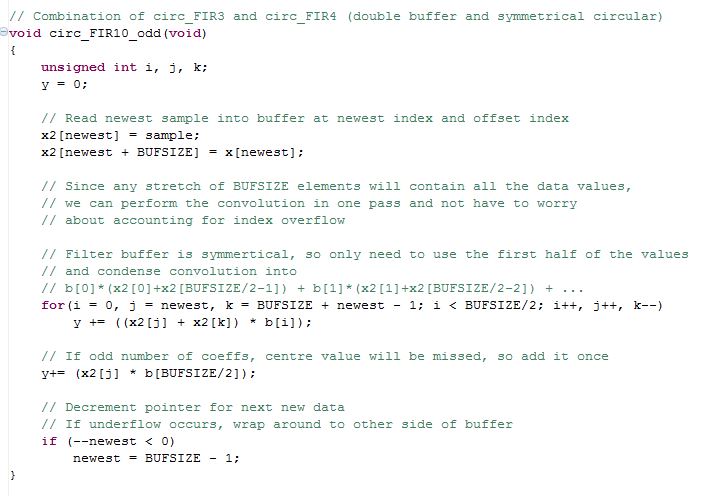 // Combination of circ_FIR3 and circ_FIR4 (double buffer and symmetrical circular)
void circ_FIR10_odd(void)
{
    unsigned int i, j, k;
    y = 0;

    // Read newest sample into buffer at newest index and offset index
    x2[newest] = sample;
    x2[newest + BUFSIZE] = x[newest];

    // Since any stretch of BUFSIZE elements will contain all the data values,
    // we can perform the convolution in one pass and not have to worry
    // about accounting for index overflow

    // Filter buffer is symmertical, so only need to use the first half of the values
    // and condense convolution into
    // b[0]*(x2[0]+x2[BUFSIZE/2-1]) + b[1]*(x2[1]+x2[BUFSIZE/2-2]) + ...
    for(i = 0, j = newest, k = BUFSIZE + newest - 1; i < BUFSIZE/2; i++, j++, k--)
        y += ((x2[j] + x2[k]) * b[i]);

    // If odd number of coeffs, centre value will be missed, so add it once
    y+= (x2[j] * b[BUFSIZE/2]);

    // Decrement pointer for next new data
    // If underflow occurs, wrap around to other side of buffer
    if (--newest < 0)
        newest = BUFSIZE - 1;
}